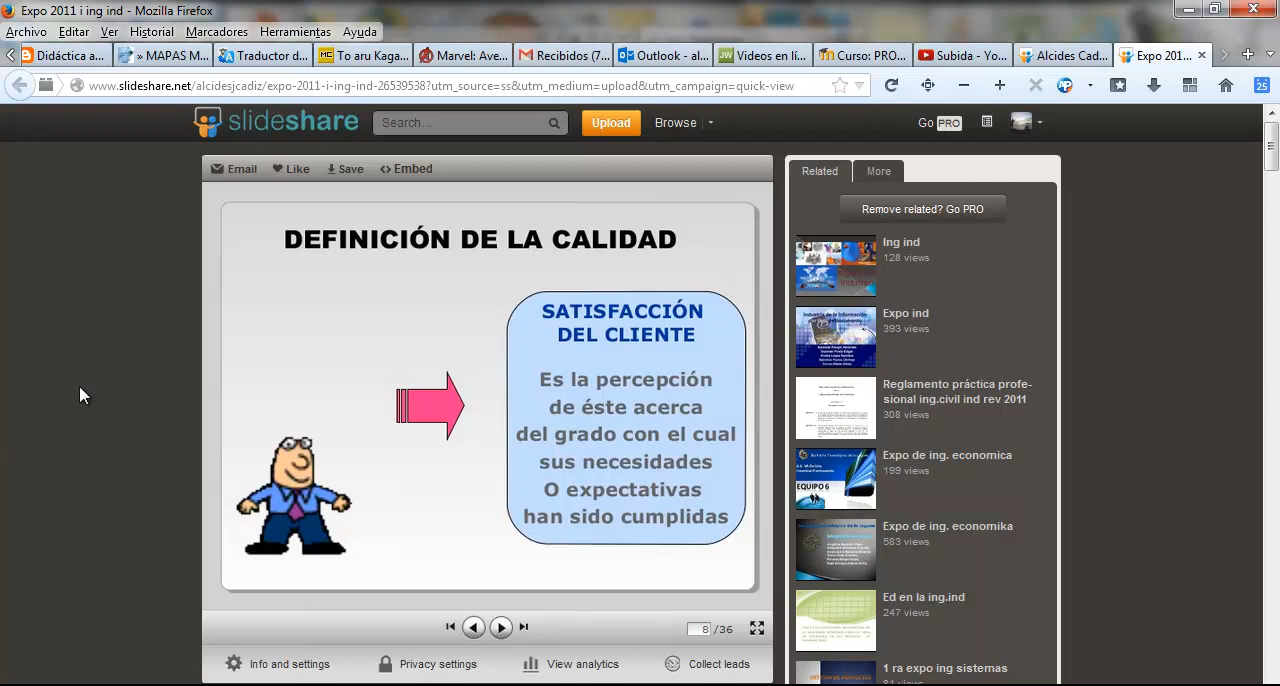 Expo 2011 i ing ind - Mozilla Firefox
Archivo Editar Ver Historial Marcadores Herramientas Ayuda
Didáctica a... » MAPAS M... Traductor d... To aru Kaga... Marvel: Ave... Recibidos (7... Outlook - al... Videos en lí... Curso: PRO... Subida - Yo... Alcides Cad... Expo 201...
www.slideshare.net/alcidesjcadiz/expo-2011-i-ing-ind-26539538?utm_source=ss&utm_medium=upload&utm_campaign=quick-view
25
slideshare Search... Upload Browse Go PRO
Email Like Save Embed
DEFINICIÓN DE LA CALIDAD
SATISFACCIÓN
DEL CLIENTE
Es la percepción
de éste acerca
del grado con el cual
sus necesidades
O expectativas
han sido cumplidas
8 /36
Info and settings Privacy settings View analytics Collect leads
Related More
Remove related? Go PRO
Ing ind
128 views
Expo ind
393 views
Reglamento práctica profe-
sional ing.civil ind rev 2011
308 views
EQUIPO 6
Expo de ing. economica
199 views
Expo de ing. economika
583 views
Ed en la ing.ind
247 views
1 ra expo ing sistemas
81 views